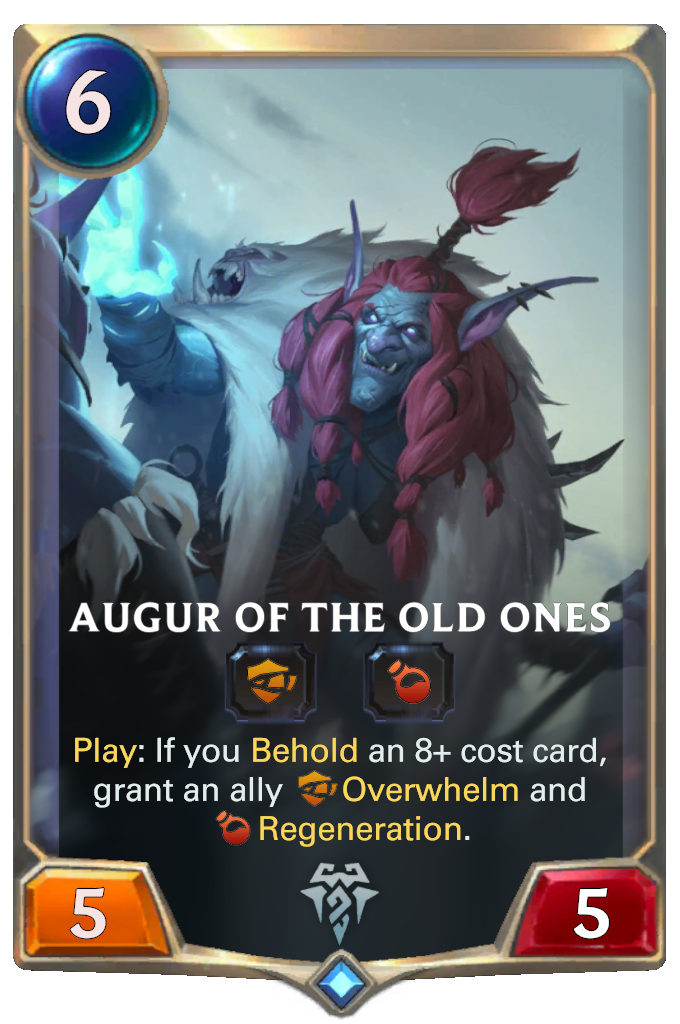 6
AUGUR OF THE OLD ONES
Play: If you Behold an 8+ cost card,
grant an ally Overwhelm and
Regeneration.
5
5